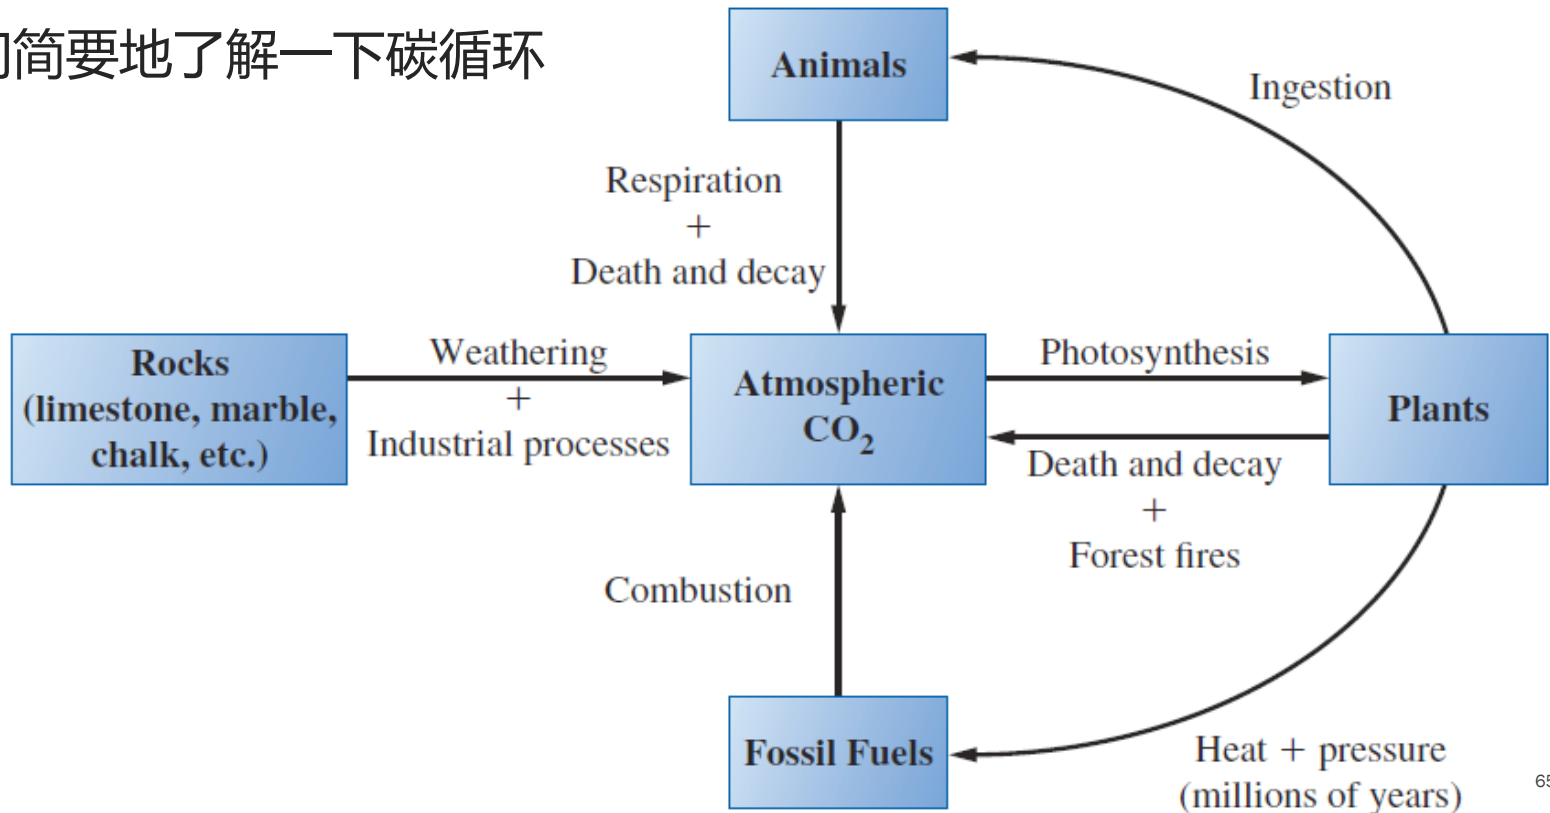 简要地了解一下碳循环
Animals
Ingestion
Respiration
+
Death and decay
Rocks
(limestone, marble,
chalk, etc.)
Weathering
+
Industrial processes
Atmospheric
CO₂
Photosynthesis
Death and decay
+
Forest fires
Plants
Combustion
Fossil Fuels
Heat + pressure
(millions of years)